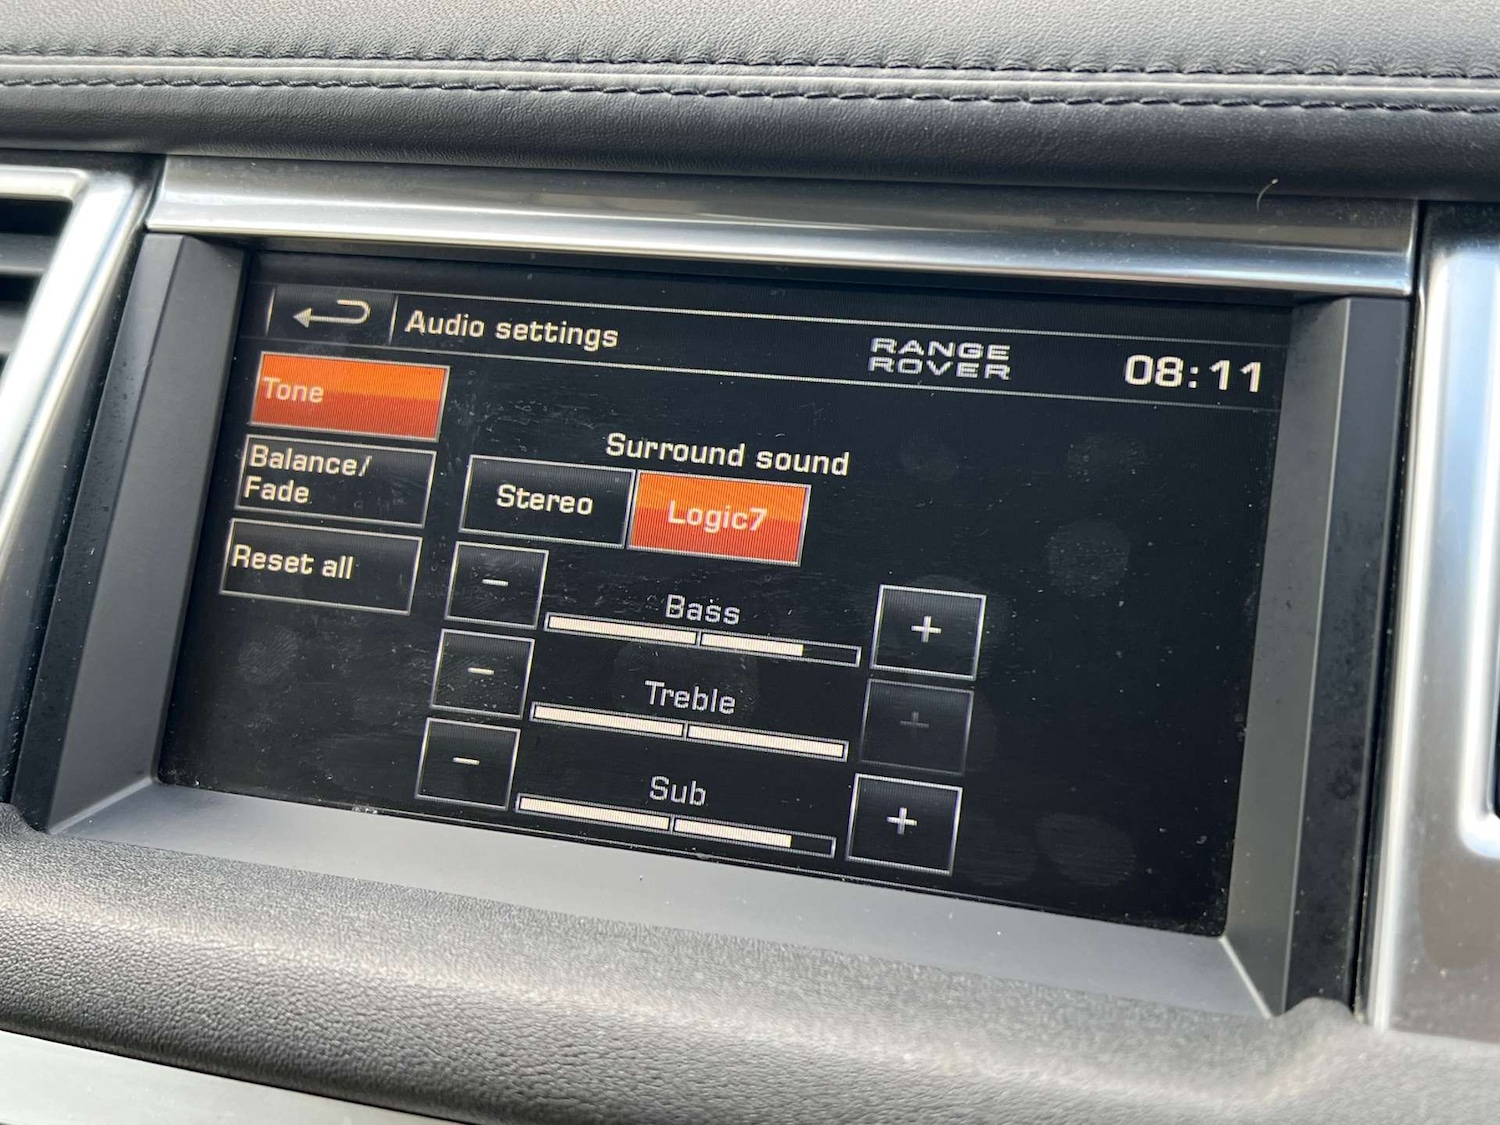 Audio settings
RANGE
ROVER
08:11
Tone
Balance/
Fade
Reset all
Surround sound
Stereo
Logic7
Bass
- +
Treble
- +
Sub
- +